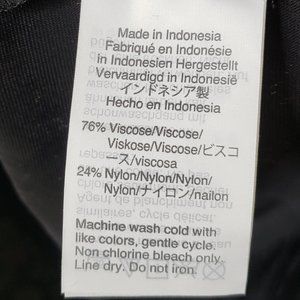 Made in Indonesia
Fabriqué en Indonésie
in Indonesien Hergestellt
Vervaardigd in Indonesië
インドネシア製
Hecho en Indonesia
76% Viscose/Viscose/
Viskose/Viscose/ビスコ
ース/viscosa
24% Nylon/Nylon/Nylon/
Nylon/ナイロン/nailon
Machine wash cold with
like colors, gentle cycle.
Nonchlorine bleach only.
Line dry. Do not iron.